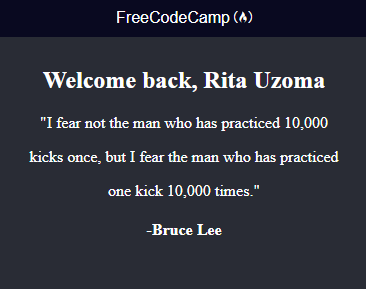 FreeCodeCamp (🔥)
Welcome back, Rita Uzoma
"I fear not the man who has practiced 10,000
kicks once, but I fear the man who has practiced
one kick 10,000 times."
-Bruce Lee